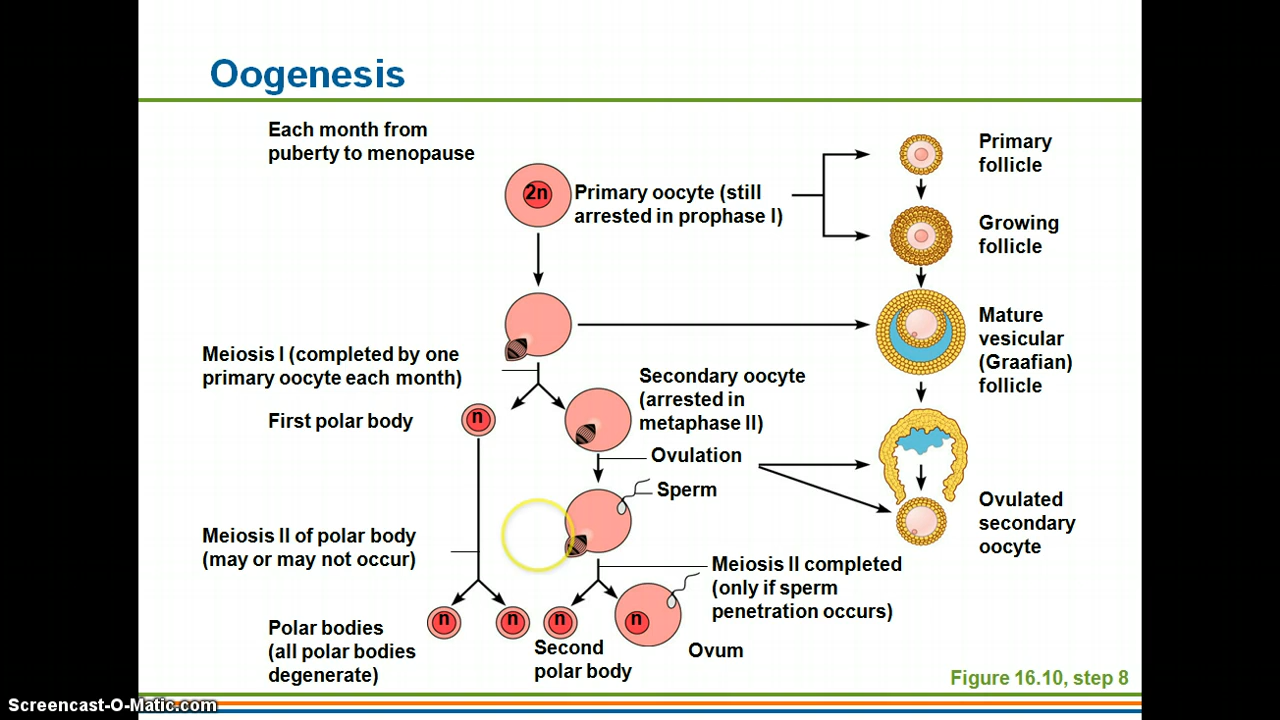 Oogenesis
Each month from
puberty to menopause
2n
Primary oocyte (still
arrested in prophase I)
Primary
follicle
Growing
follicle
Mature
vesicular
(Graafian)
follicle
Meiosis I (completed by one
primary oocyte each month)
Secondary oocyte
(arrested in
metaphase II)
First polar body
n
Ovulation
Sperm
Ovulated
secondary
oocyte
Meiosis II of polar body
(may or may not occur)
Meiosis II completed
(only if sperm
penetration occurs)
n
n
n
n
Polar bodies
(all polar bodies
degenerate)
Second
polar body
Ovum
Figure 16.10, step 8
Screencast-O-Matic.com